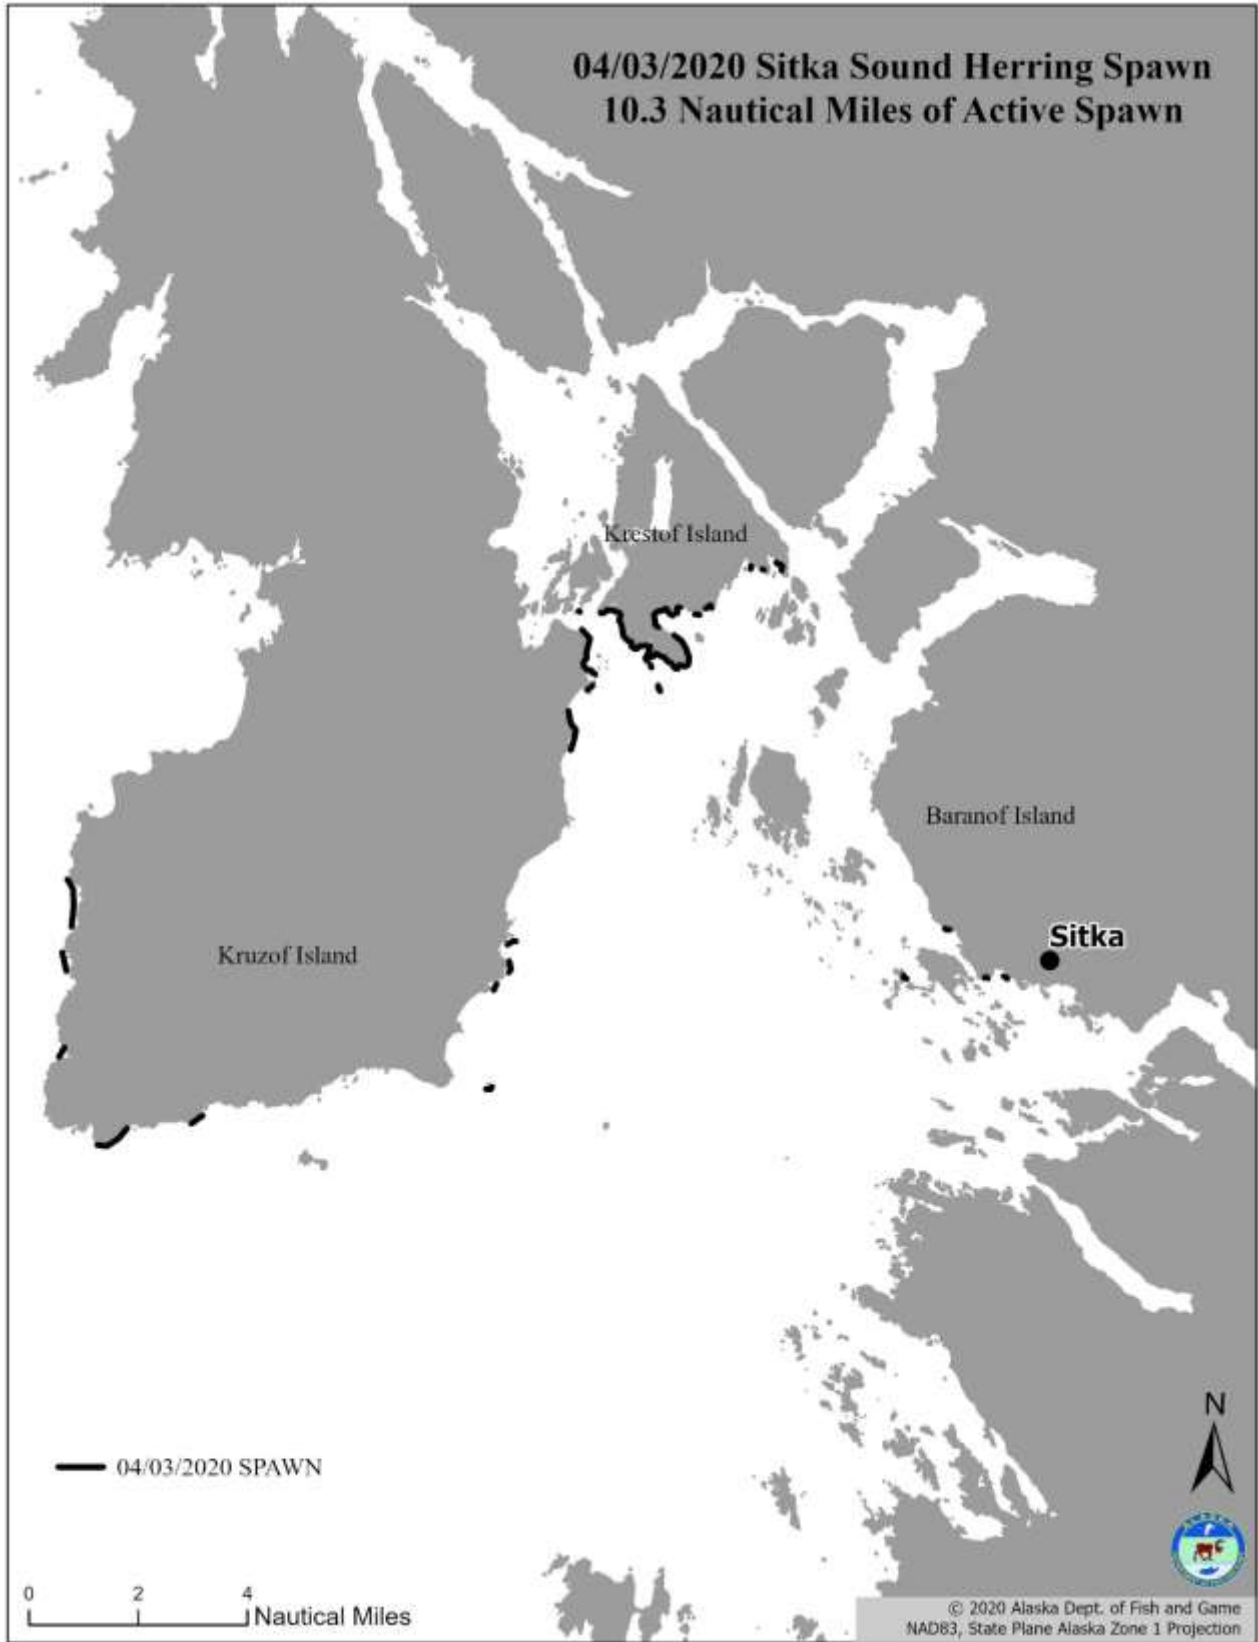 04/03/2020 Sitka Sound Herring Spawn
10.3 Nautical Miles of Active Spawn
Krestof Island
Baranof Island
Sitka
Kruzof Island
N
04/03/2020 SPAWN
0 2 4
Nautical Miles
© 2020 Alaska Dept. of Fish and Game
NAD83, State Plane Alaska Zone 1 Projection